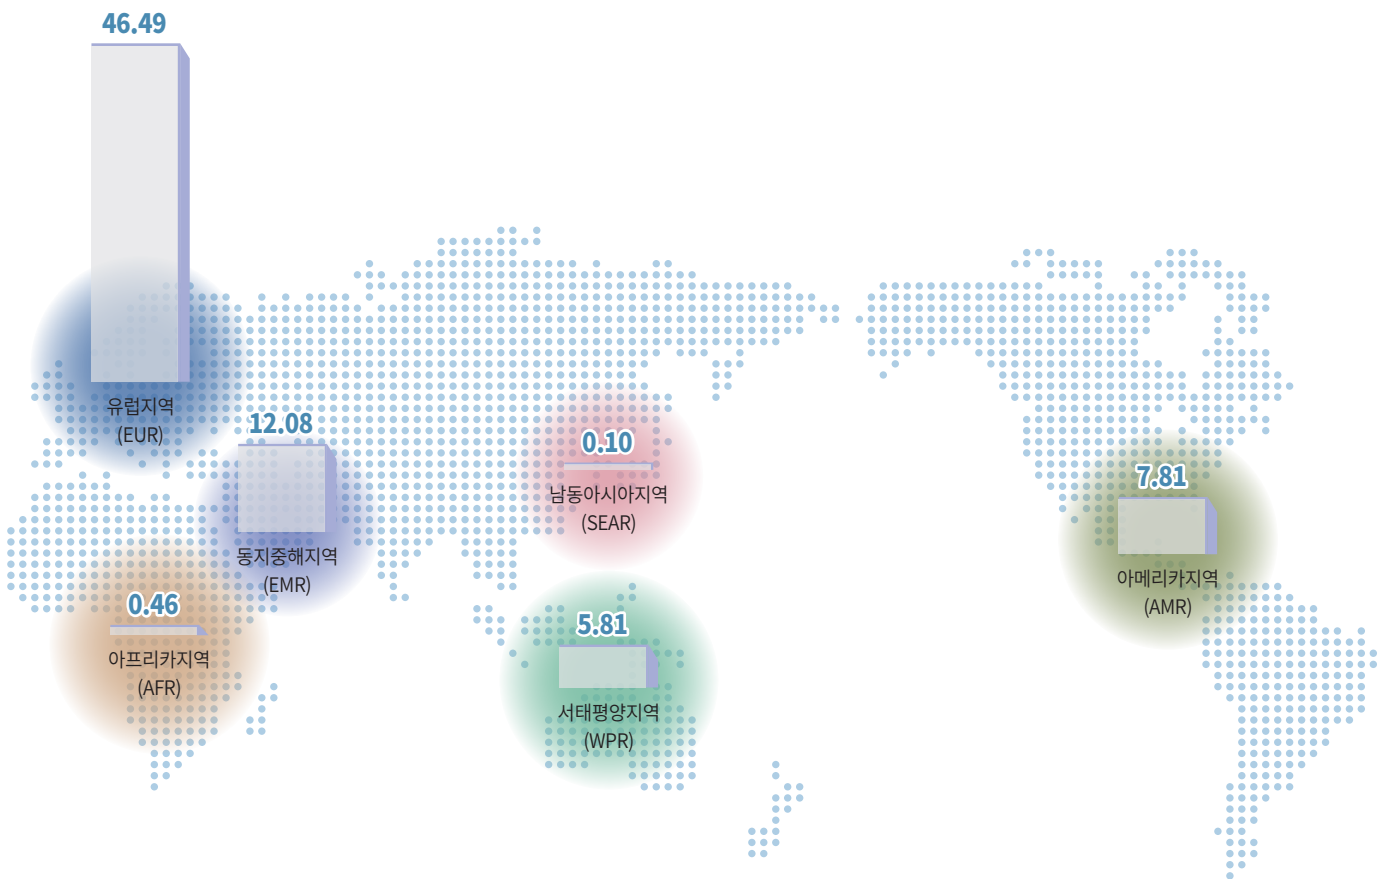 46.49
유럽지역
(EUR)
12.08
동지중해지역
(EMR)
0.10
남동아시아지역
(SEAR)
7.81
아메리카지역
(AMR)
0.46
아프리카지역
(AFR)
5.81
서태평양지역
(WPR)